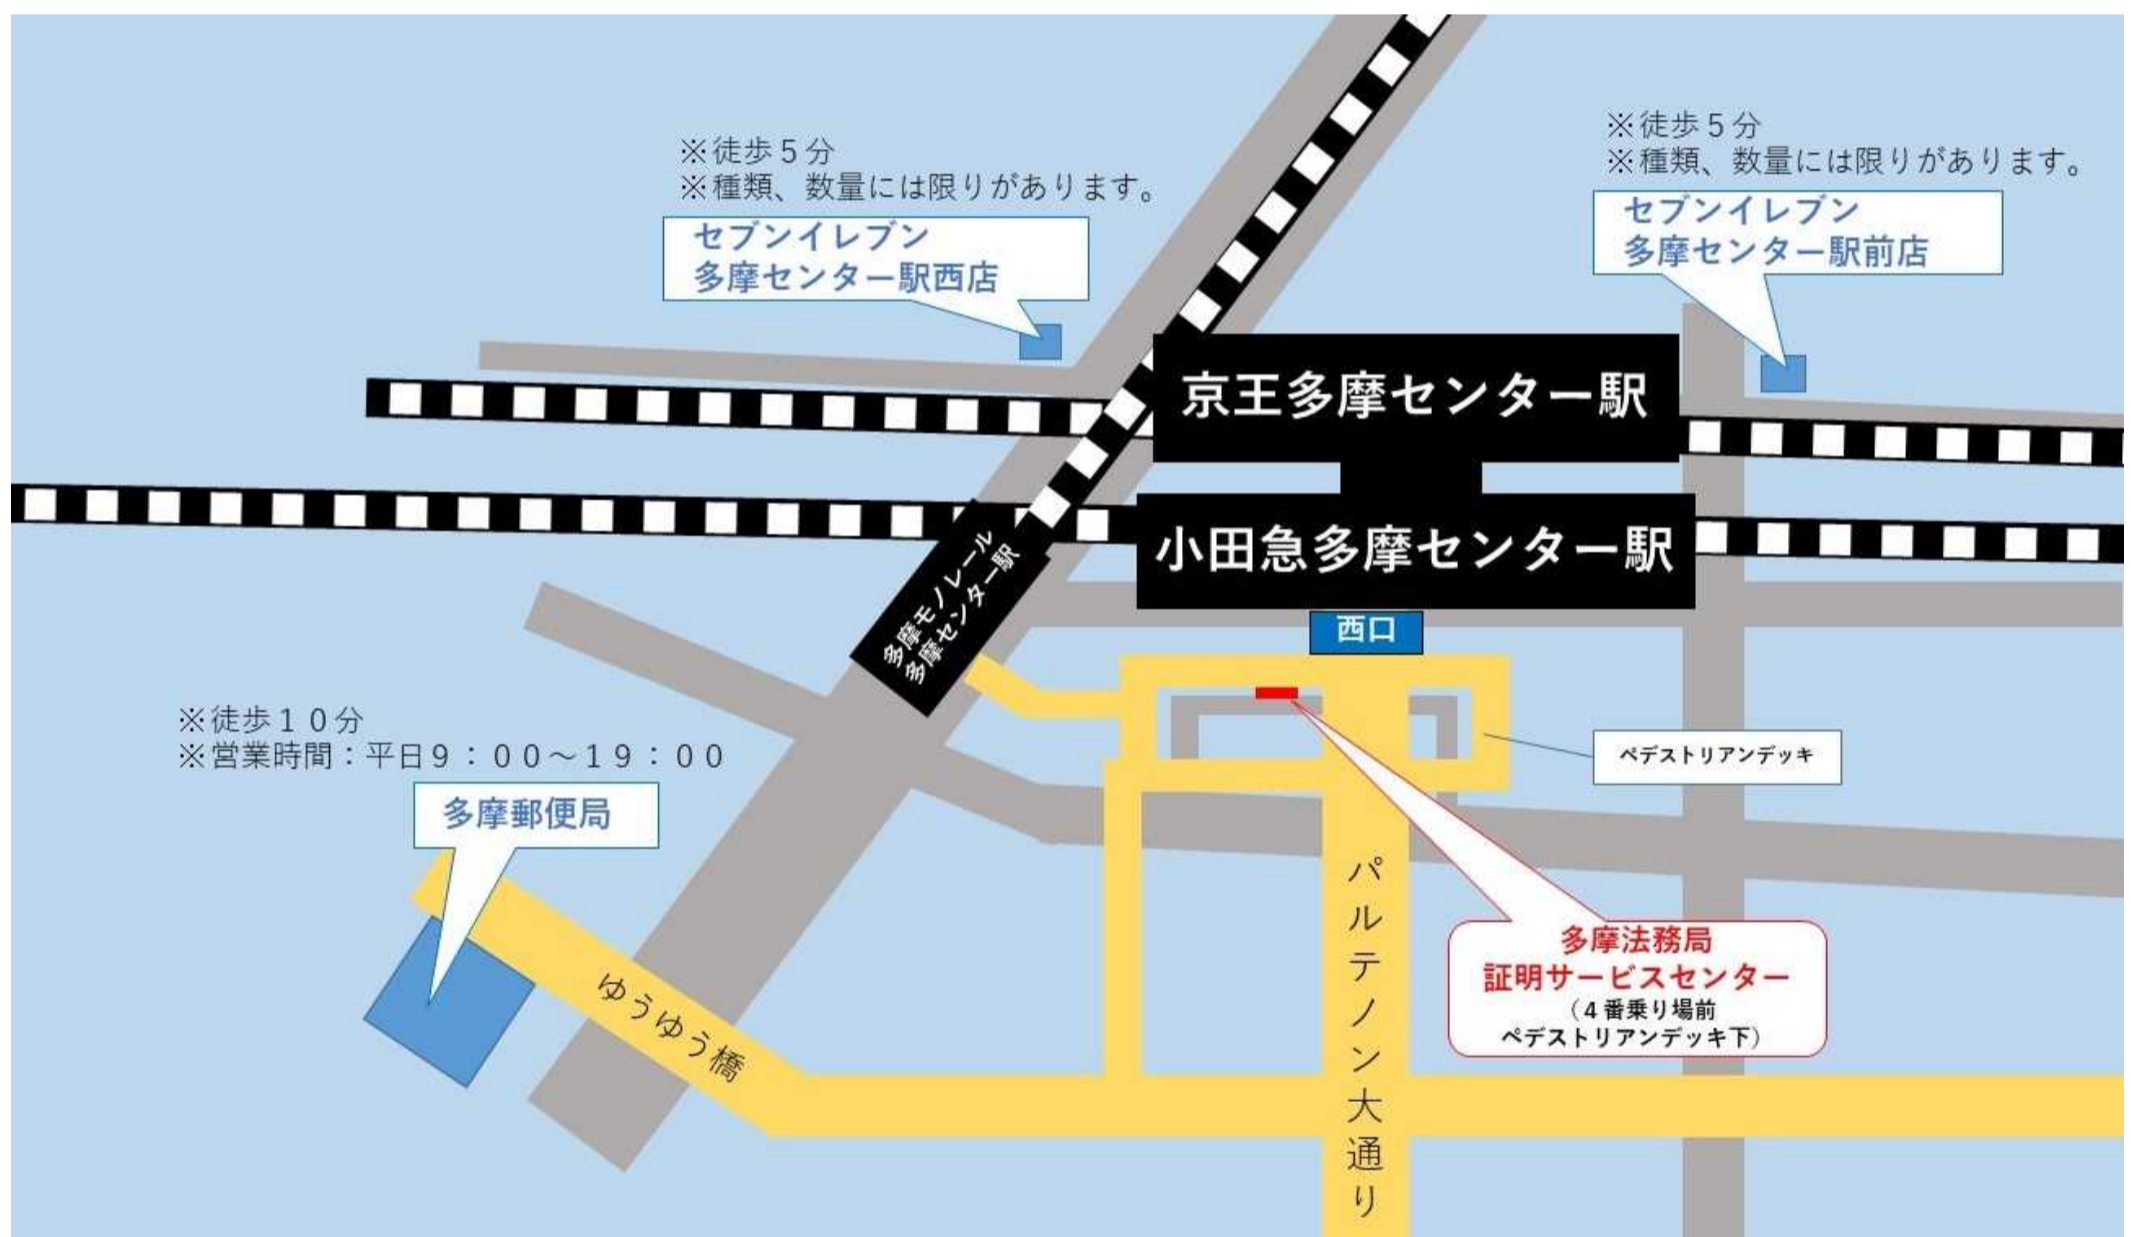 ※徒歩５分
※種類、数量には限りがあります。
セブンイレブン
多摩センター駅西店
※徒歩５分
※種類、数量には限りがあります。
セブンイレブン
多摩センター駅前店
京王多摩センター駅
小田急多摩センター駅
多摩モノレール
多摩センター駅
西口
※徒歩１０分
※営業時間：平日９：００～１９：００
多摩郵便局
ペデストリアンデッキ
ゆうゆう橋
パルテノン大通り
多摩法務局
証明サービスセンター
（４番乗り場前
ペデストリアンデッキ下）